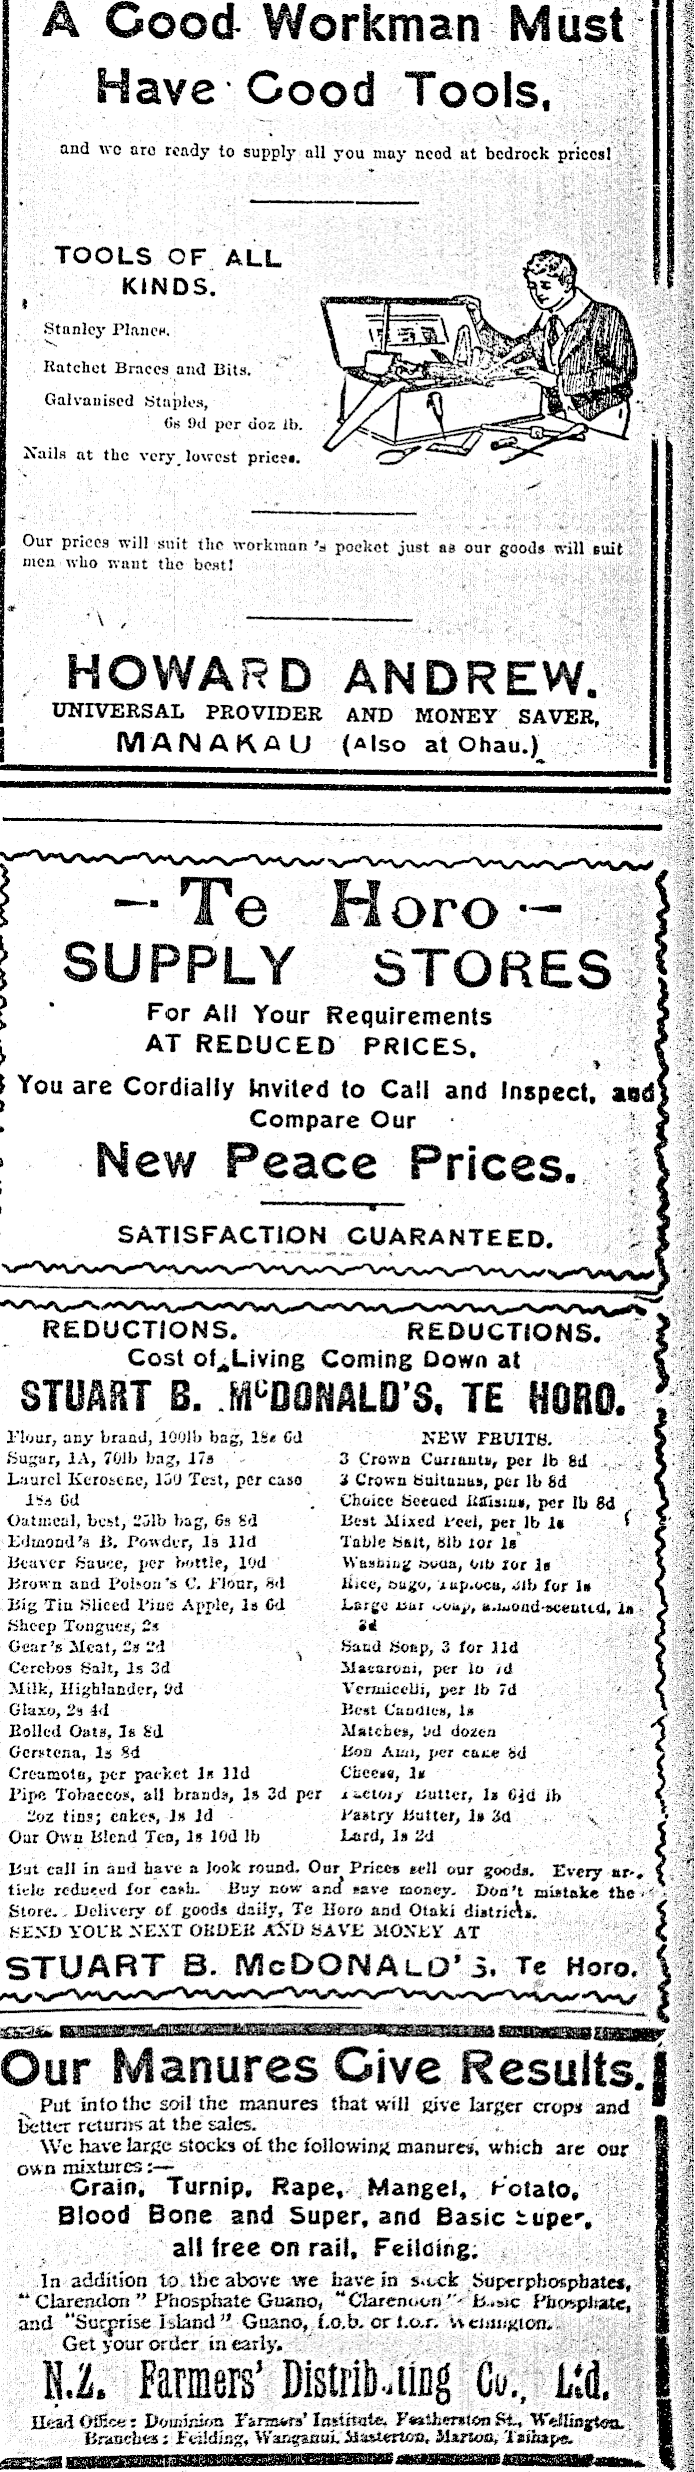 A Good Workman Must
Have Good Tools,
and we are ready to supply all you may need at bedrock prices!
TOOLS OF ALL
KINDS.
Stanley Planes.
Ratchet Braces and Bits.
Galvanised Staples,
6s 9d per doz lb.
Nails at the very lowest prices.
Our prices will suit the workman's pocket just as our goods will suit
men who want the best!
HOWARD ANDREW.
UNIVERSAL PROVIDER AND MONEY SAVER,
MANAKAU (Also at Ohau.)
Te Horo
SUPPLY STORES
For All Your Requirements
AT REDUCED PRICES.
You are Cordially Invited to Call and Inspect, and
Compare Our
New Peace Prices.
SATISFACTION GUARANTEED.
REDUCTIONS. REDUCTIONS.
Cost of Living Coming Down at
STUART B. McDONALD'S, TE HORO.
Flour, any brand, 100lb bag, 18s 6d
Sugar, 1A, 70lb bag, 17s
Laurel Kerosene, 150 Test, per case
18s 6d
Oatmeal, best, 25lb bag, 6s 8d
Edmond's B. Powder, 1s 11d
Beaver Sauce, per bottle, 10d
Brown and Polson's C. Flour, 8d
Big Tin Sliced Pine Apple, 1s 6d
Sheep Tongues, 2s
Gear's Meat, 2s 2d
Cerebos Salt, 1s 3d
Milk, Highlander, 9d
Glaxo, 2s 4d
Rolled Oats, 1s 8d
Gerstena, 1s 8d
Creamota, per packet 1s 11d
Pipe Tobaccos, all brands, 1s 3d per
2oz tins; cakes, 1s 1d
Our Own Blend Tea, 1s 10d lb
NEW FRUITS.
3 Crown Currants, per lb 8d
3 Crown Sultanas, per lb 8d
Choice Seeded Raisins, per lb 8d
Best Mixed Peel, per lb 1s
Table Salt, 8lb for 1s
Washing Soda, 6lb for 1s
Rice, Sago, Tapioca, 3lb for 1s
Large Bar Soap, almond-scented, 1s
3d
Sand Soap, 3 for 11d
Macaroni, per lb 7d
Vermicelli, per lb 7d
Best Candles, 1s
Matches, 9d dozen
Bon Ami, per cake 8d
Cheese, 1s
Factory Butter, 1s 6½d lb
Pastry Butter, 1s 3d
Lard, 1s 2d
But call in and have a look round. Our Prices sell our goods. Every ar-
ticle reduced for cash. Buy now and save money. Don't mistake the
Store. Delivery of goods daily, Te Horo and Otaki districts.
SEND YOUR NEXT ORDER AND SAVE MONEY AT
STUART B. McDONALD'S, Te Horo.
Our Manures Give Results.
Put into the soil the manures that will give larger crops and
better returns at the sales.
We have large stocks of the following manures, which are our
own mixtures:—
Grain, Turnip, Rape, Mangel, Potato,
Blood Bone and Super, and Basic Super,
all free on rail, Feilding.
In addition to the above we have in stock Superphosphates,
"Clarendon" Phosphate Guano, "Clarendon" Basic Phosphate,
and "Surprise Island" Guano, f.o.b. or f.o.r. Wellington.
Get your order in early.
N.Z. Farmers' Distributing Co., Ltd.
Head Office: Dominion Farmers' Institute, Featherston St., Wellington.
Branches: Feilding, Wanganui, Masterton, Marton, Taihape.